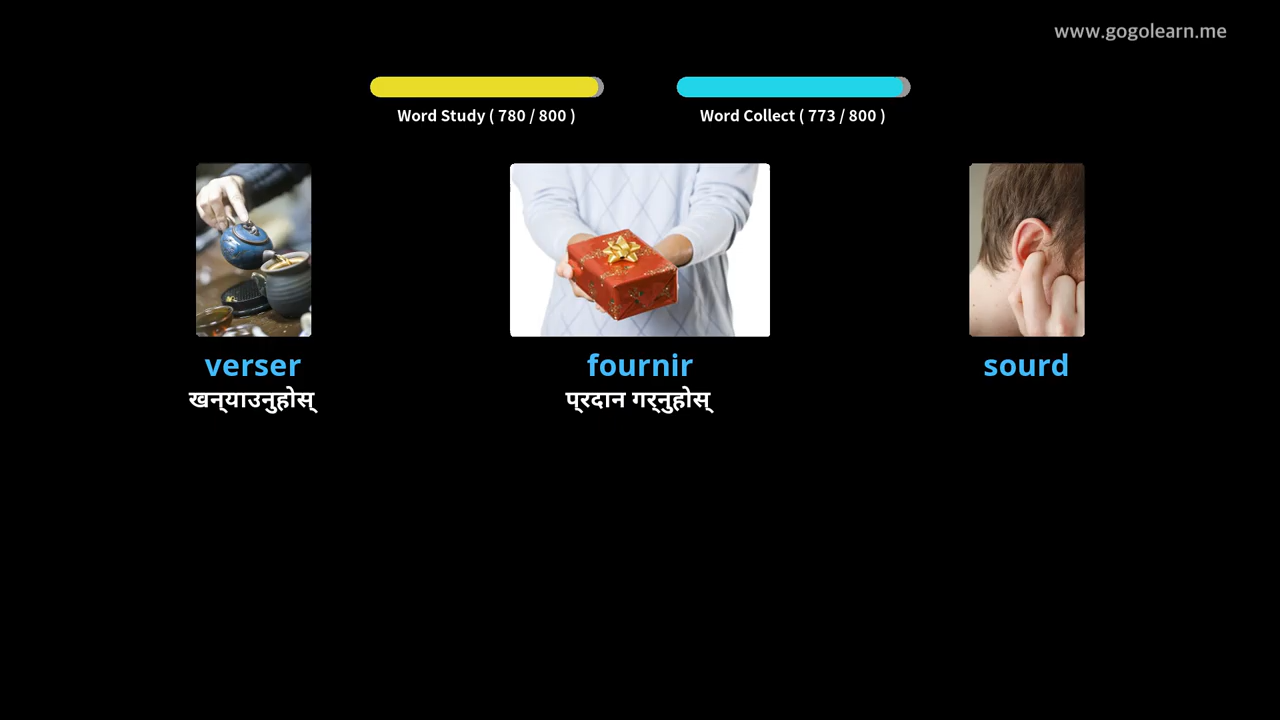 www.gogolearn.me
Word Study ( 780 / 800 )
Word Collect ( 773 / 800 )
verser
fournir
sourd
खन्याउनुहोस्
प्रदान गर्नुहोस्